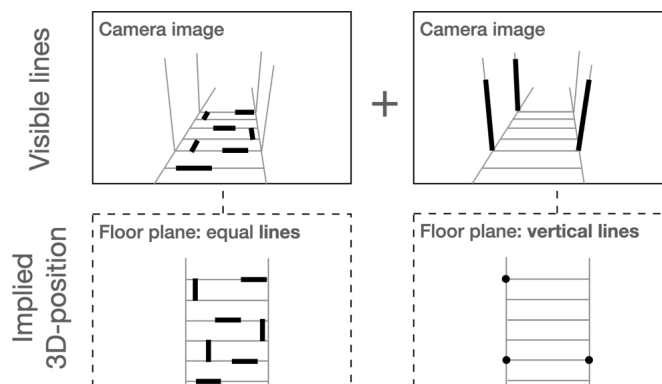 Visible lines
Camera image
+
Camera image
Implied
3D-position
Floor plane: equal lines
Floor plane: vertical lines